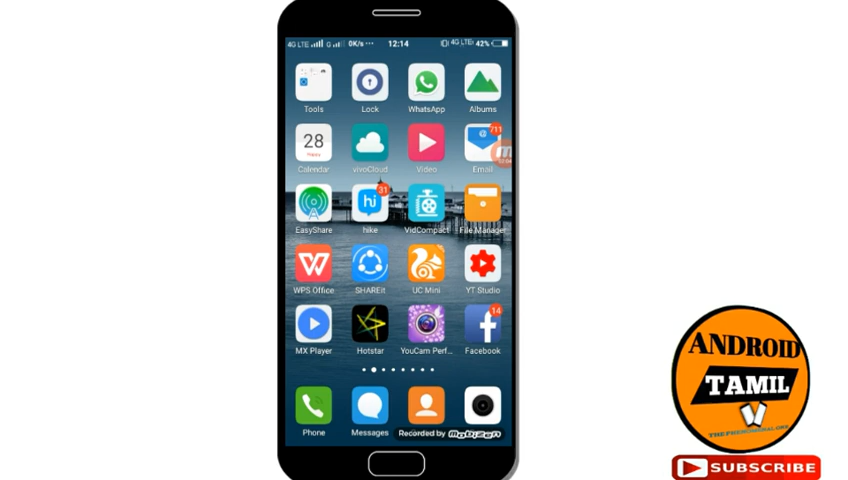 4G LTE G 0K/s ··· 12:14 4G LTE 42%
Tools Lock WhatsApp Albums
28 711
Calendar vivoCloud Video Email
31
hi
EasyShare hike VidCompact File Manager
WPS Office SHAREit UC Mini YT Studio
14
MX Player Hotstar YouCam Perf... Facebook
Phone Messages Recorded by Mobizen
ANDROID
TAMIL
SUBSCRIBE